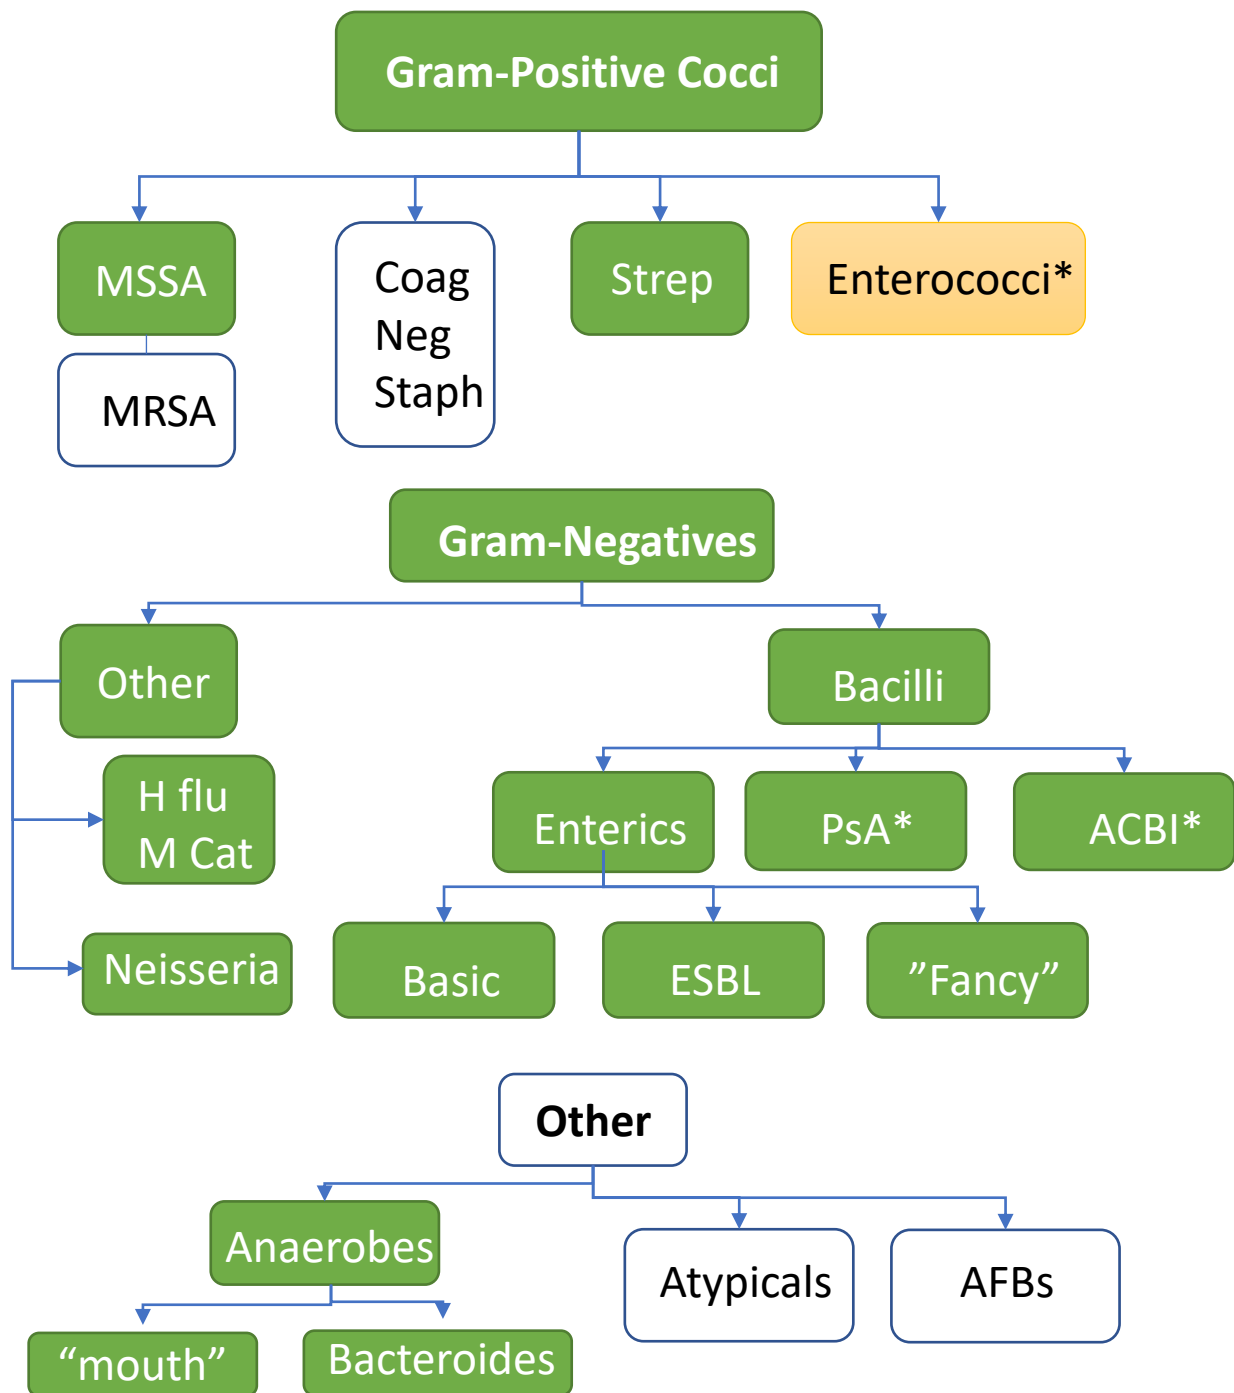 Gram-Positive Cocci
MSSA
Coag
Neg
Staph
Strep
Enterococci*
MRSA
Gram-Negatives
Other
Bacilli
H flu
M Cat
Enterics
PsA*
ACBI*
Neisseria
Basic
ESBL
”Fancy”
Other
Anaerobes
Atypicals
AFBs
“mouth”
Bacteroides